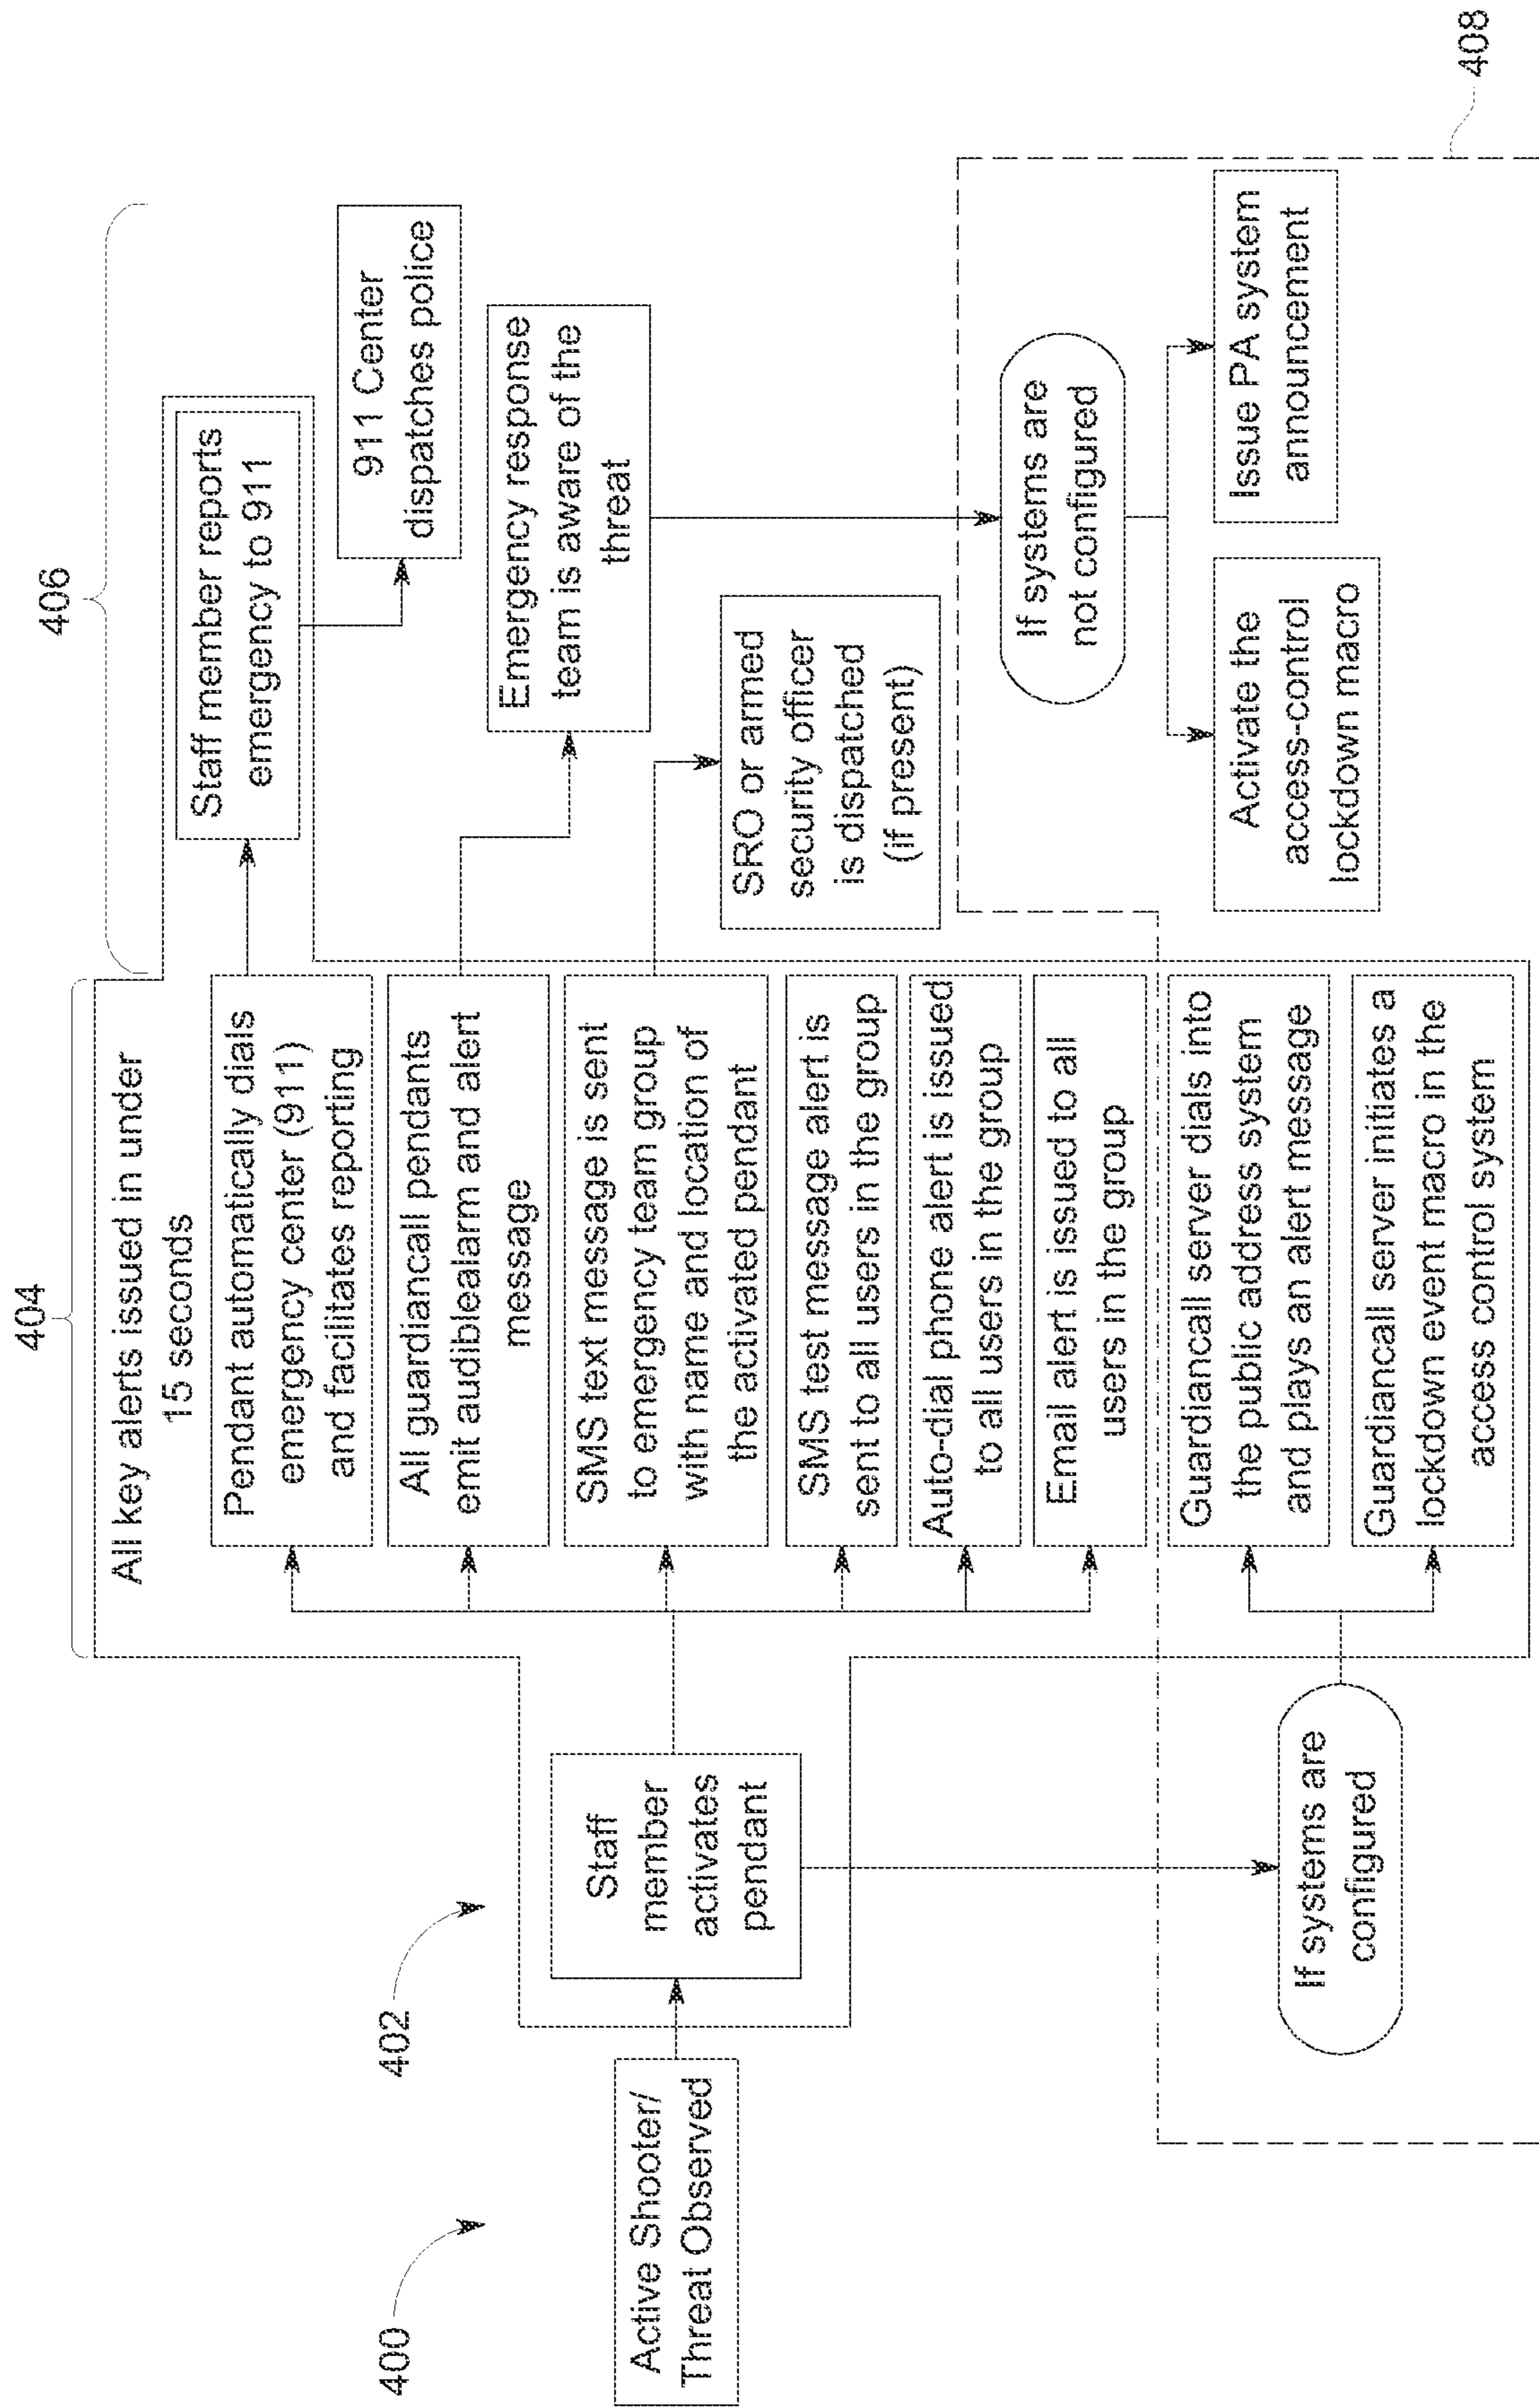 400
402
404
406
408
Active Shooter/
Threat Observed
Staff
member
activates
pendant
If systems are
configured
All key alerts issued in under
15 seconds
Pendant automatically dials
emergency center (911)
and facilitates reporting
All guardiancall pendants
emit audiblealarm and alert
message
SMS text message is sent
to emergency team group
with name and location of
the activated pendant
SMS test message alert is
sent to all users in the group
Auto-dial phone alert is issued
to all users in the group
Email alert is issued to all
users in the group
Guardiancall server dials into
the public address system
and plays an alert message
Guardiancall server initiates a
lockdown event macro in the
access control system
Staff member reports
emergency to 911
911 Center
dispatches police
Emergency response
team is aware of the
threat
SRO or armed
security officer
is dispatched
(if present)
If systems are
not configured
Activate the
access-control
lockdown macro
Issue PA system
announcement